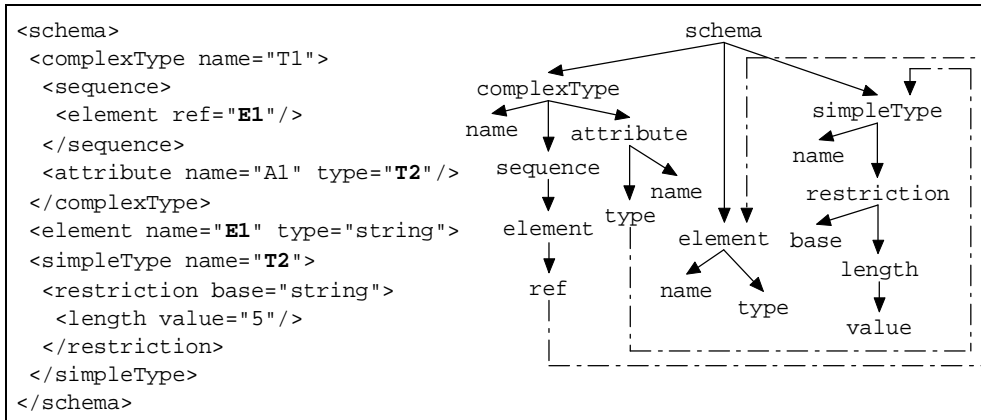 <schema>
<complexType name="T1">
<sequence>
<element ref="E1"/>
</sequence>
<attribute name="A1" type="T2"/>
</complexType>
<element name="E1" type="string">
<simpleType name="T2">
<restriction base="string">
<length value="5"/>
</restriction>
</simpleType>
</schema>
schema
complexType
simpleType
name
attribute
name
sequence
name
restriction
type
element
element
base
length
ref
name
type
value